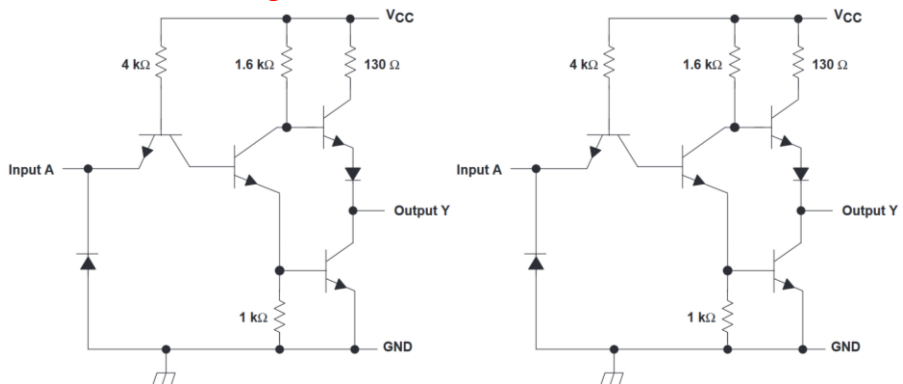 VCC
4 kΩ 1.6 kΩ 130 Ω
Input A
Output Y
1 kΩ
GND
VCC
4 kΩ 1.6 kΩ 130 Ω
Input A
Output Y
1 kΩ
GND